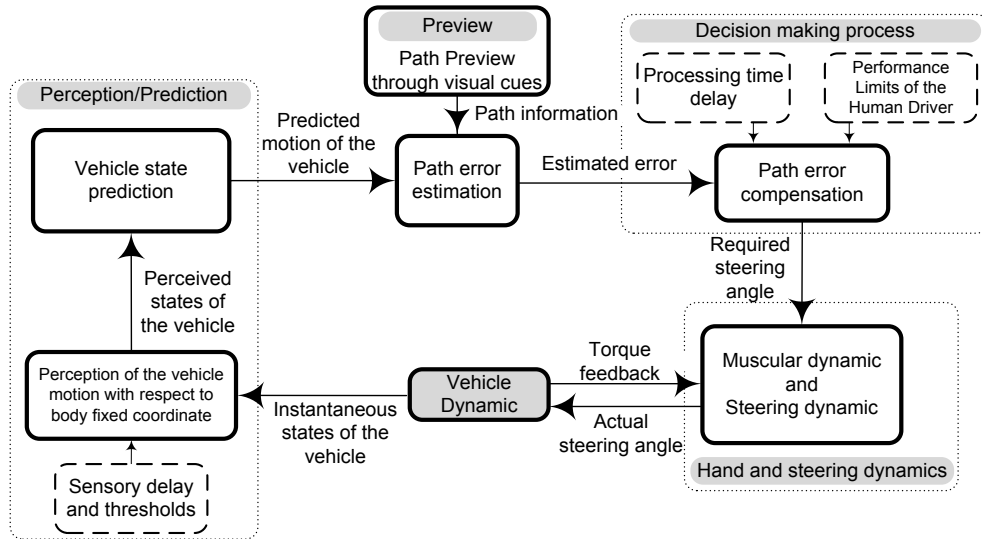 Preview
Path Preview
through visual cues
Decision making process
Processing time
delay
Performance
Limits of the
Human Driver
Perception/Prediction
Vehicle state
prediction
Predicted
motion of the
vehicle
Path information
Path error
estimation
Estimated error
Path error
compensation
Required
steering
angle
Perceived
states of
the vehicle
Perception of the vehicle
motion with respect to
body fixed coordinate
Instantaneous
states of the
vehicle
Vehicle
Dynamic
Torque
feedback
Actual
steering angle
Muscular dynamic
and
Steering dynamic
Hand and steering dynamics
Sensory delay
and thresholds